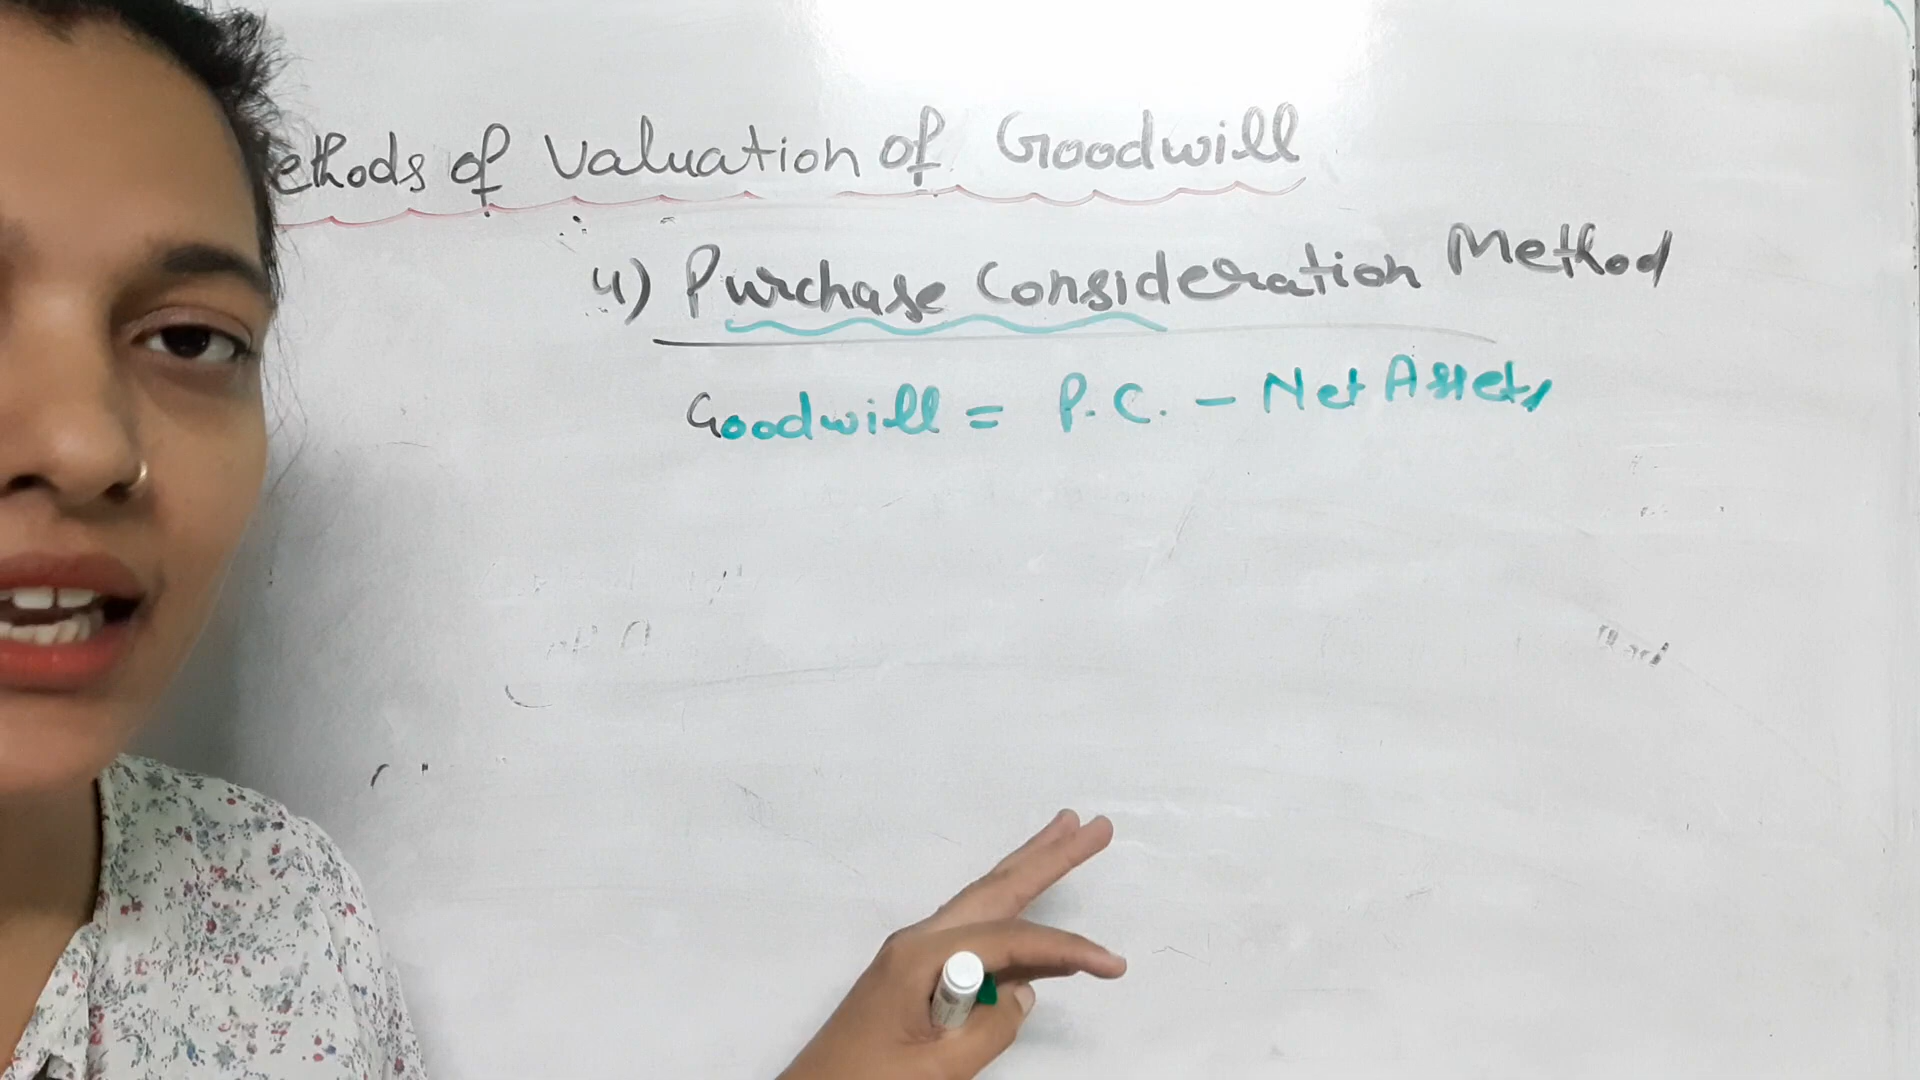 ethods of Valuation of Goodwill
4) Purchase Consideration Method
Goodwill = P.C. - Net Assets